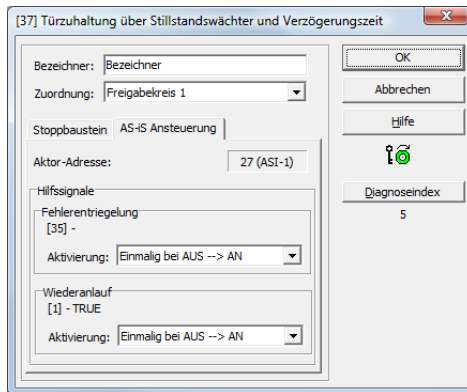 [37] Türzuhaltung über Stillstandswächter und Verzögerungszeit
Bezeichner: Bezeichner
Zuordnung: Freigabekreis 1
Stoppbaustein AS-iS Ansteuerung
Aktor-Adresse: 27 (ASI-1)
Hilfssignale
Fehlerentriegelung
[35] -
Aktivierung: Einmalig bei AUS --> AN
Wiederanlauf
[1] - TRUE
Aktivierung: Einmalig bei AUS --> AN
OK
Abbrechen
Hilfe
Diagnoseindex
5